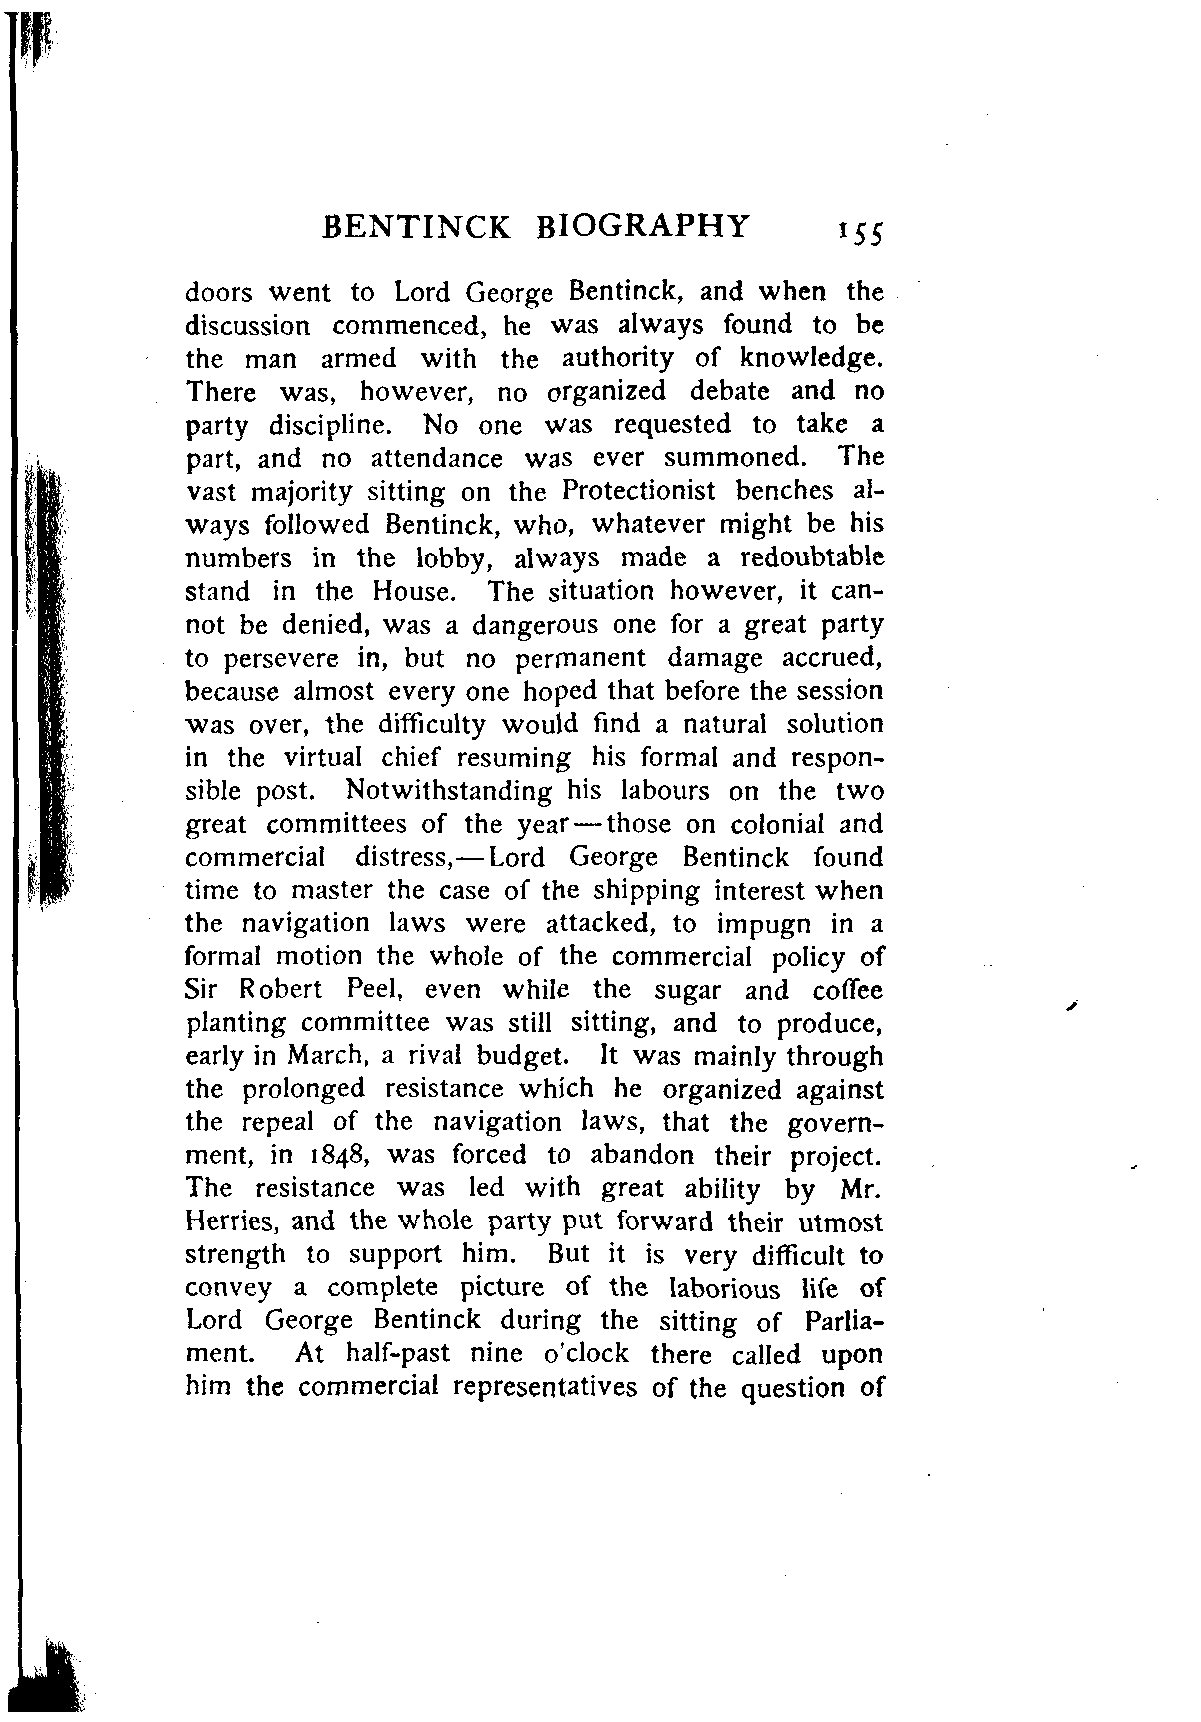 BENTINCK BIOGRAPHY 155
doors went to Lord George Bentinck, and when the
discussion commenced, he was always found to be
the man armed with the authority of knowledge.
There was, however, no organized debate and no
party discipline. No one was requested to take a
part, and no attendance was ever summoned. The
vast majority sitting on the Protectionist benches al-
ways followed Bentinck, who, whatever might be his
numbers in the lobby, always made a redoubtable
stand in the House. The situation however, it can-
not be denied, was a dangerous one for a great party
to persevere in, but no permanent damage accrued,
because almost every one hoped that before the session
was over, the difficulty would find a natural solution
in the virtual chief resuming his formal and respon-
sible post. Notwithstanding his labours on the two
great committees of the year—those on colonial and
commercial distress,—Lord George Bentinck found
time to master the case of the shipping interest when
the navigation laws were attacked, to impugn in a
formal motion the whole of the commercial policy of
Sir Robert Peel, even while the sugar and coffee
planting committee was still sitting, and to produce,
early in March, a rival budget. It was mainly through
the prolonged resistance which he organized against
the repeal of the navigation laws, that the govern-
ment, in 1848, was forced to abandon their project.
The resistance was led with great ability by Mr.
Herries, and the whole party put forward their utmost
strength to support him. But it is very difficult to
convey a complete picture of the laborious life of
Lord George Bentinck during the sitting of Parlia-
ment. At half-past nine o'clock there called upon
him the commercial representatives of the question of